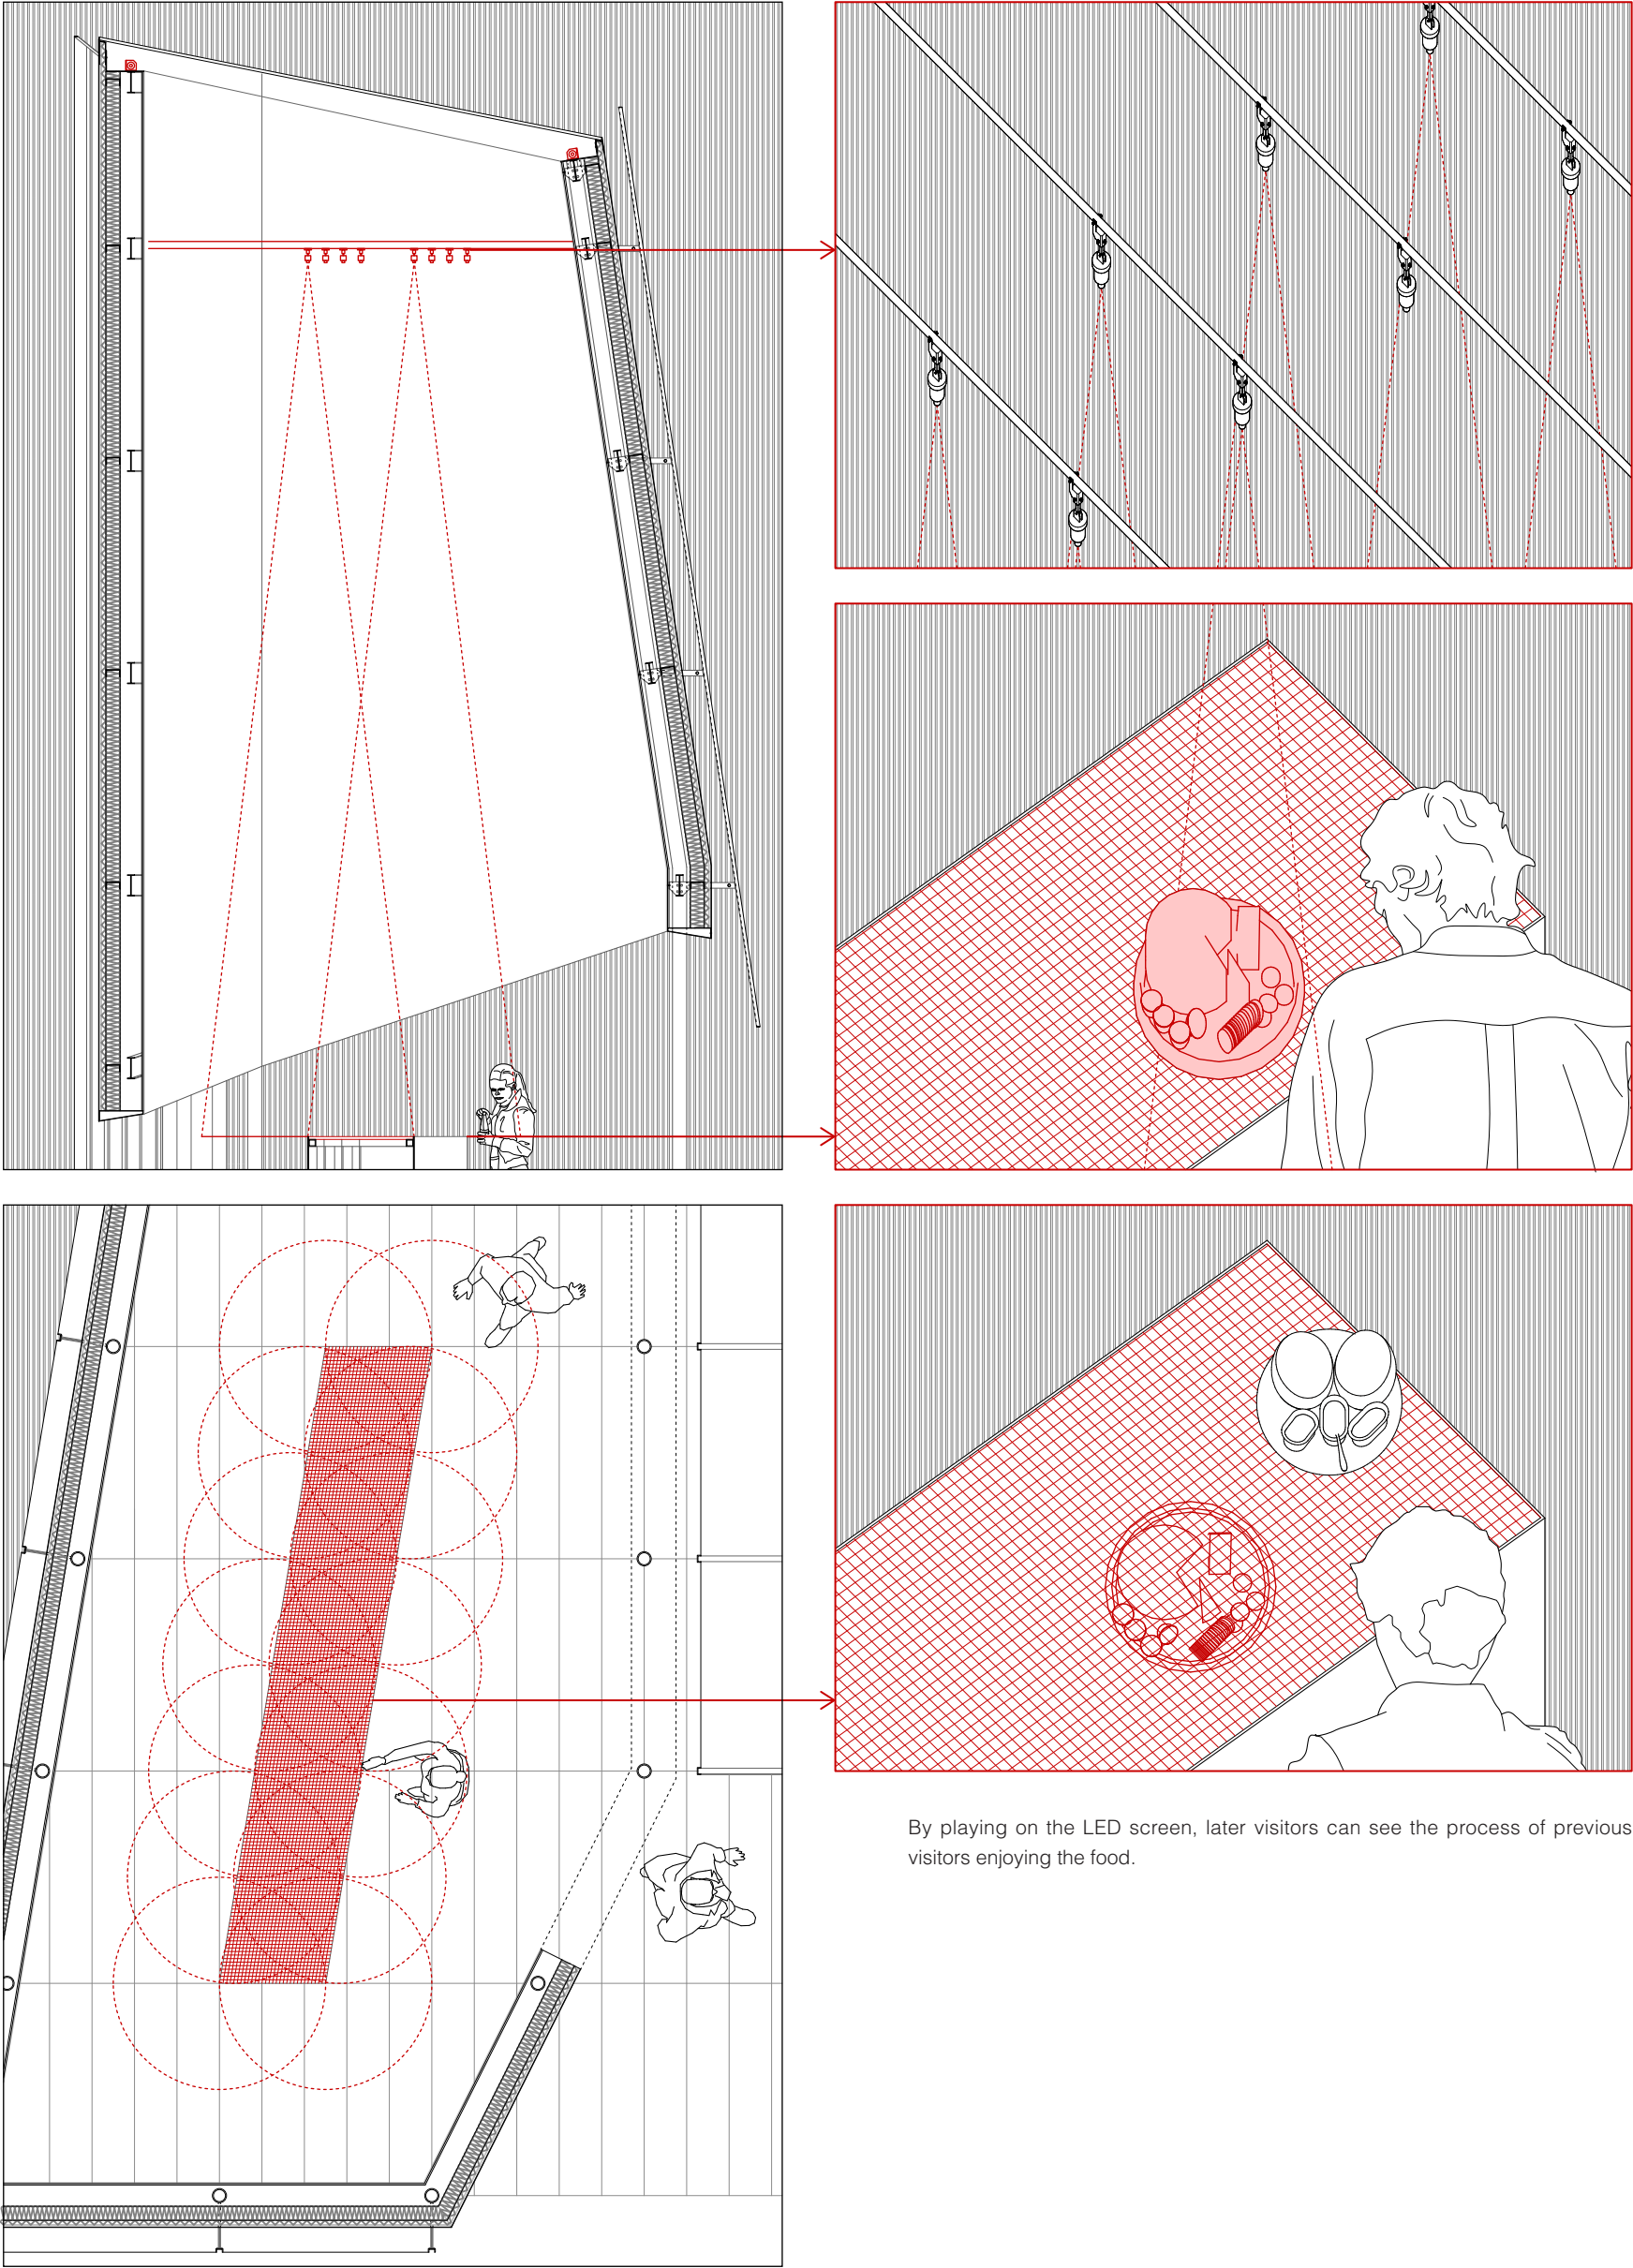 By playing on the LED screen, later visitors can see the process of previous
visitors enjoying the food.